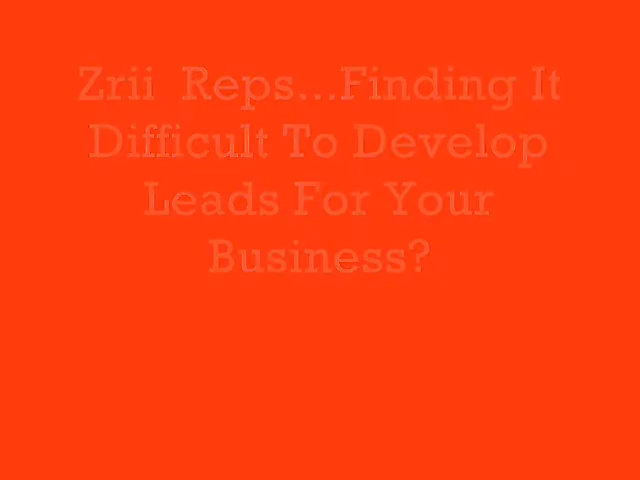 Zrii  Reps...Finding It
Difficult To Develop
Leads For Your
Business?